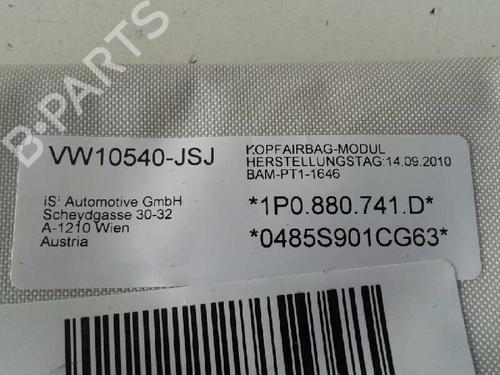 VW10540-JSJ
iSi Automotive GmbH
Scheydgasse 30-32
A-1210 Wien
Austria
KOPFAIRBAG-MODUL
HERSTELLUNGSTAG:14.09.2010
BAM-PT1-1646
*1P0.880.741.D*
*0485S901CG63*
B-PARTS